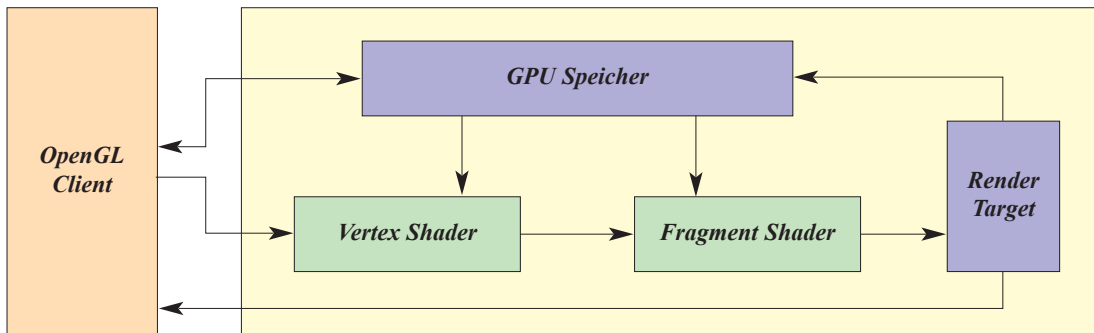 GPU Speicher
OpenGL
Client
Render
Target
Vertex Shader
Fragment Shader